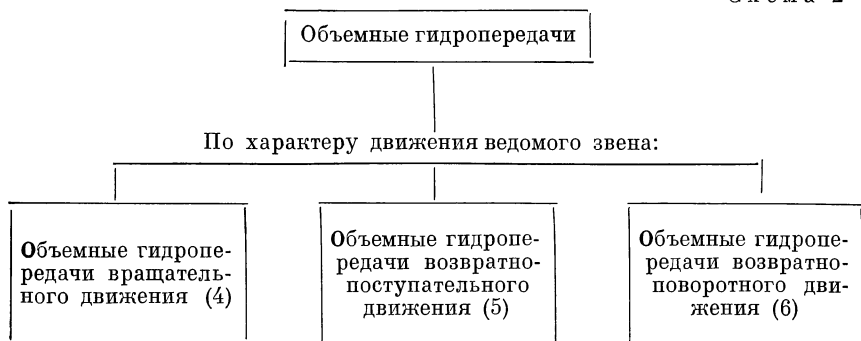 Схема 2
Объемные гидропередачи
По характеру движения ведомого звена:
Объемные гидропе-
редачи вращатель-
ного движения (4)
Объемные гидропе-
редачи возвратно-
поступательного
движения (5)
Объемные гидропе-
редачи возвратно-
поворотного дви-
жения (6)